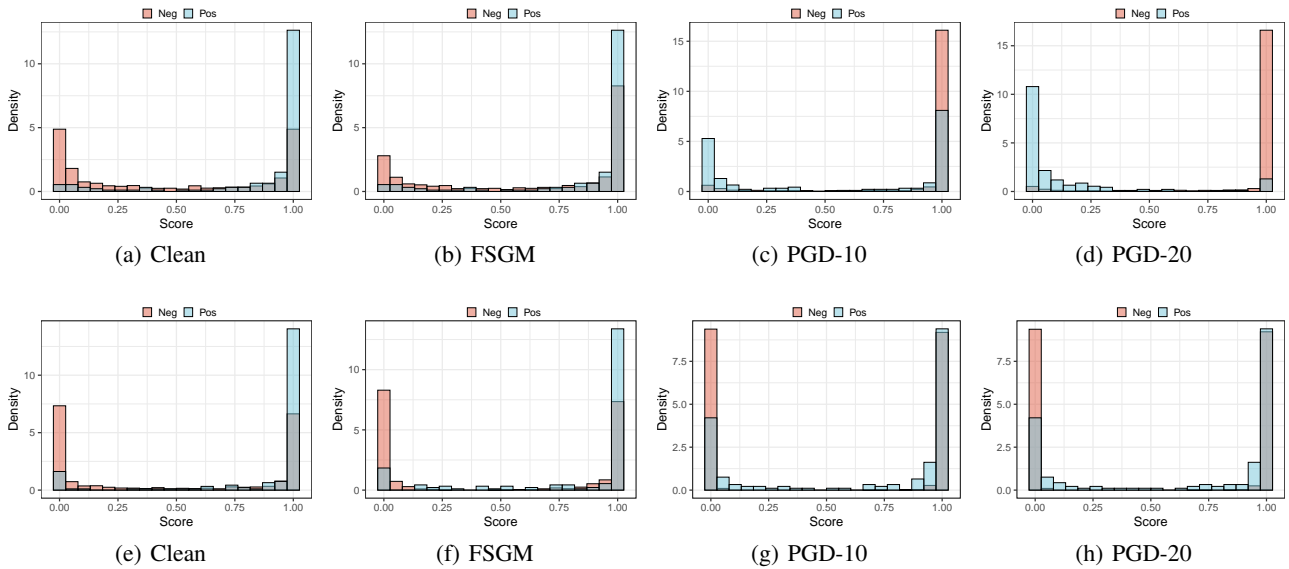 Neg Pos
Density
10
5
0
0.00 0.25 0.50 0.75 1.00
Score
(a) Clean
Neg Pos
Density
10
5
0
0.00 0.25 0.50 0.75 1.00
Score
(b) FSGM
Neg Pos
Density
15
10
5
0
0.00 0.25 0.50 0.75 1.00
Score
(c) PGD-10
Neg Pos
Density
15
10
5
0
0.00 0.25 0.50 0.75 1.00
Score
(d) PGD-20
Neg Pos
Density
10
5
0
0.00 0.25 0.50 0.75 1.00
Score
(e) Clean
Neg Pos
Density
10
5
0
0.00 0.25 0.50 0.75 1.00
Score
(f) FSGM
Neg Pos
Density
7.5
5.0
2.5
0.0
0.00 0.25 0.50 0.75 1.00
Score
(g) PGD-10
Neg Pos
Density
7.5
5.0
2.5
0.0
0.00 0.25 0.50 0.75 1.00
Score
(h) PGD-20